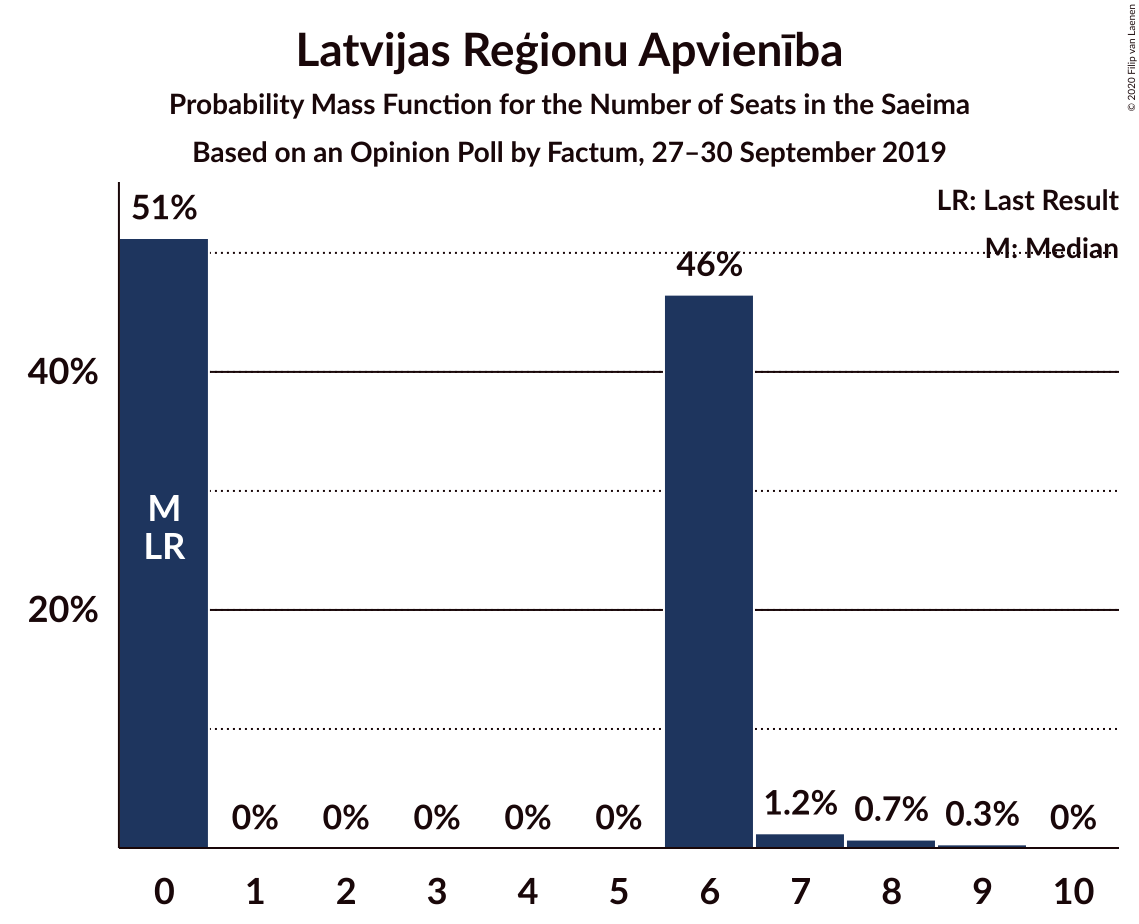 Latvijas Reģionu Apvienība
Probability Mass Function for the Number of Seats in the Saeima
Based on an Opinion Poll by Factum, 27–30 September 2019
© 2020 Filip van Laenen
LR: Last Result
M: Median
51%
46%
40%
M
LR
20%
0%
0%
0%
0%
0%
1.2%
0.7%
0.3%
0%
0 1 2 3 4 5 6 7 8 9 10